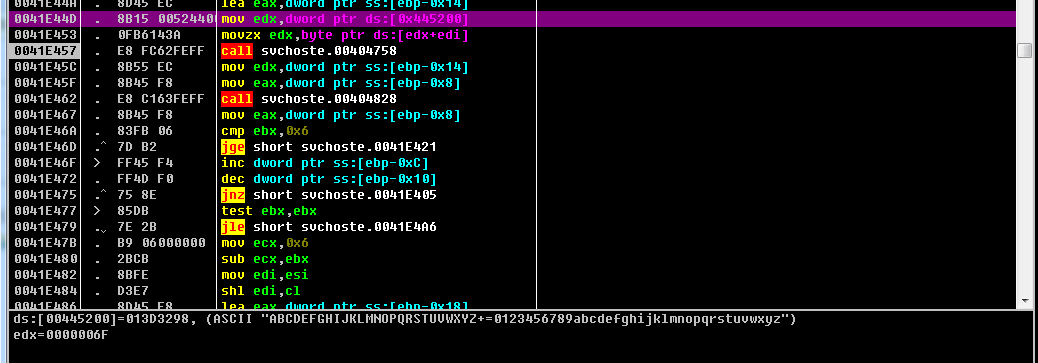 0041E44A . 8D45 EC lea eax,dword ptr ss:[ebp-0x14]
0041E44D . 8B15 00524400 mov edx,dword ptr ds:[0x445200]
0041E453 . 0FB6143A movzx edx,byte ptr ds:[edx+edi]
0041E457 . E8 FC62FEFF call svchoste.00404758
0041E45C . 8B55 EC mov edx,dword ptr ss:[ebp-0x14]
0041E45F . 8B45 F8 mov eax,dword ptr ss:[ebp-0x8]
0041E462 . E8 C163FEFF call svchoste.00404828
0041E467 . 8B45 F8 mov eax,dword ptr ss:[ebp-0x8]
0041E46A . 83FB 06 cmp ebx,0x6
0041E46D .^ 7D B2 jge short svchoste.0041E421
0041E46F > FF45 F4 inc dword ptr ss:[ebp-0xC]
0041E472 . FF4D F0 dec dword ptr ss:[ebp-0x10]
0041E475 .^ 75 8E jnz short svchoste.0041E405
0041E477 > 85DB test ebx,ebx
0041E479 .⌄ 7E 2B jle short svchoste.0041E4A6
0041E47B . B9 06000000 mov ecx,0x6
0041E480 . 2BCB sub ecx,ebx
0041E482 . 8BFE mov edi,esi
0041E484 . D3E7 shl edi,cl
0041E486 . 8D45 E8 lea eax,dword ptr ss:[ebp-0x18]
ds:[00445200]=013D3298, (ASCII "ABCDEFGHIJKLMNOPQRSTUVWXYZ+=0123456789abcdefghijklmnopqrstuvwxyz")
edx=0000006F